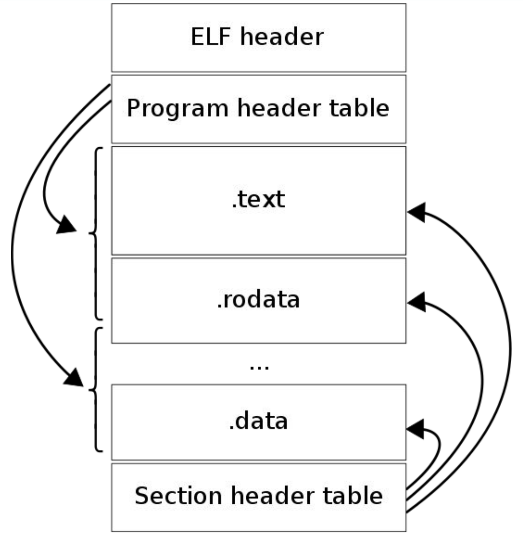 ELF header
Program header table
.text
.rodata
...
.data
Section header table